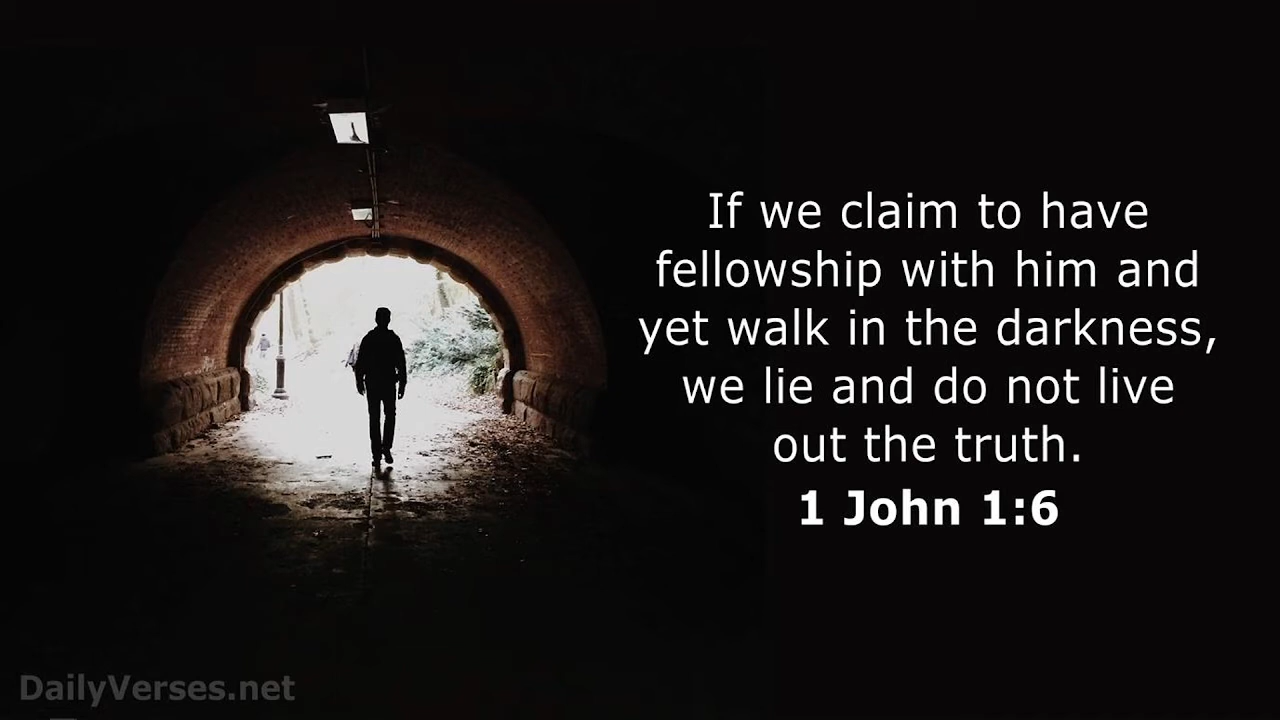 If we claim to have
fellowship with him and
yet walk in the darkness,
we lie and do not live
out the truth.
1 John 1:6
DailyVerses.net